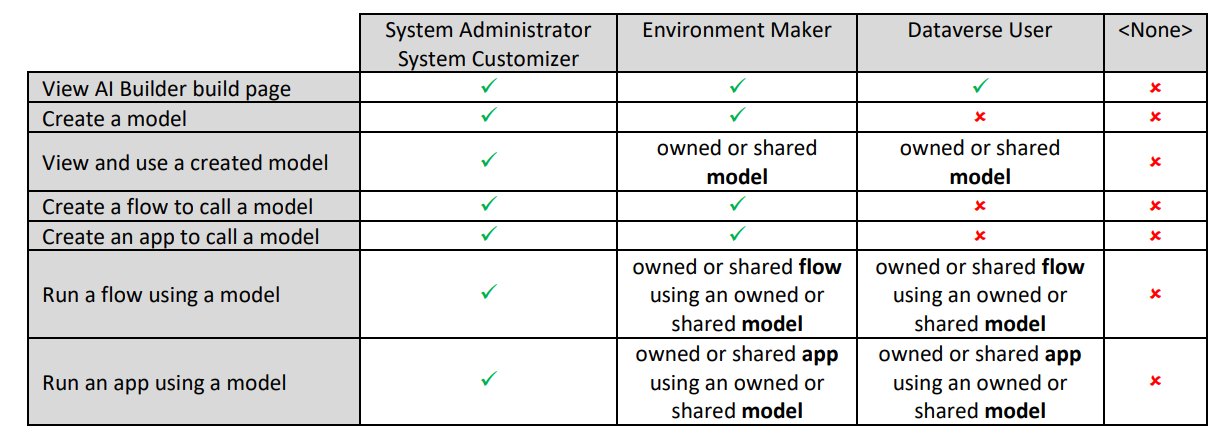 System Administrator
System Customizer
Environment Maker
Dataverse User
<None>
View AI Builder build page
✓ ✓ ✓ ×
Create a model
✓ ✓ × ×
View and use a created model
✓
owned or shared
model
owned or shared
model
×
Create a flow to call a model
✓ ✓ × ×
Create an app to call a model
✓ ✓ × ×
Run a flow using a model
✓
owned or shared flow
using an owned or
shared model
owned or shared flow
using an owned or
shared model
×
Run an app using a model
✓
owned or shared app
using an owned or
shared model
owned or shared app
using an owned or
shared model
×